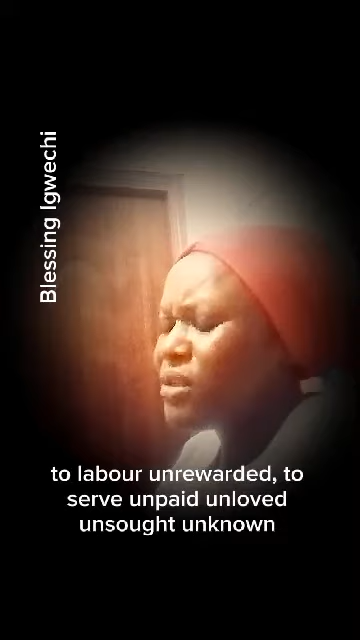 Blessing Igwechi
to labour unrewarded, to
serve unpaid unloved
unsought unknown